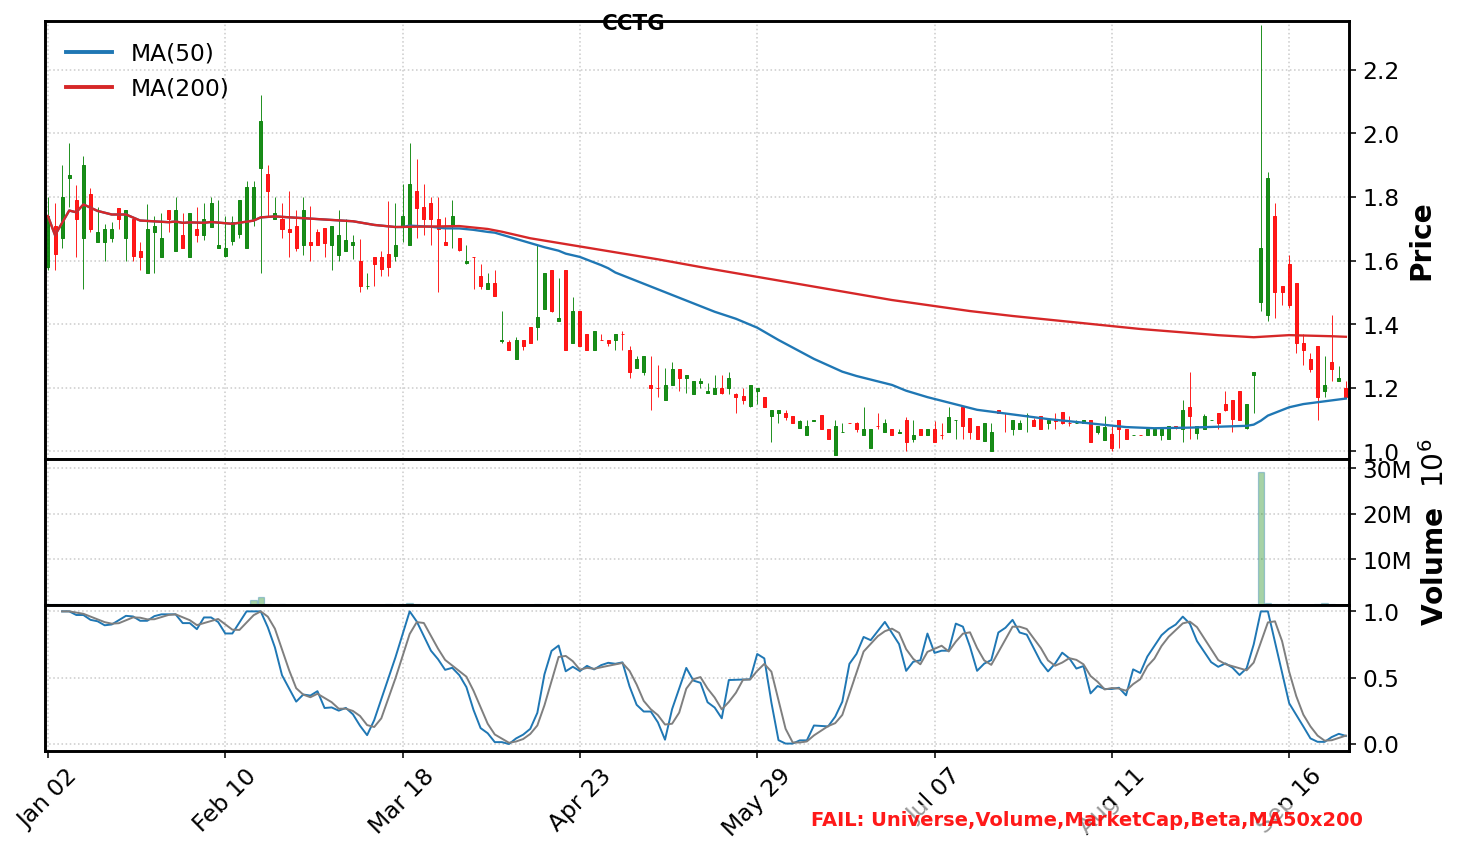 CCTG
MA(50)
MA(200)
2.2
2.0
1.8
1.6
1.4
1.2
1.0
Price
30M
20M
10M
Volume 10^6
1.0
0.5
0.0
Jan 02
Feb 10
Mar 18
Apr 23
May 29
Jul 07
Aug 11
Sep 16
FAIL: Universe,Volume,MarketCap,Beta,MA50x200